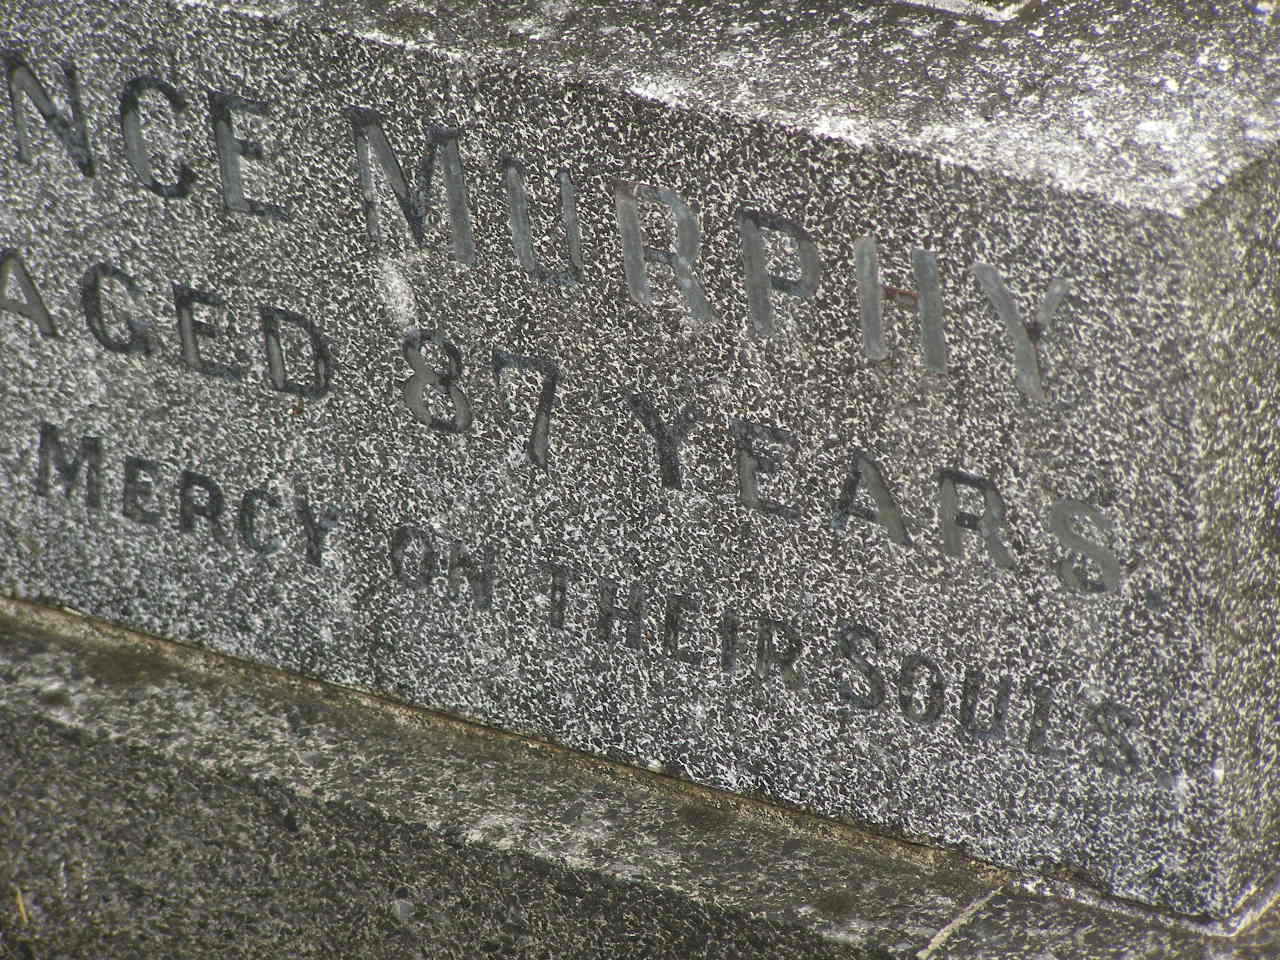 NCE MURPHY
AGED 87 YEARS
MERCY ON THEIR SOULS